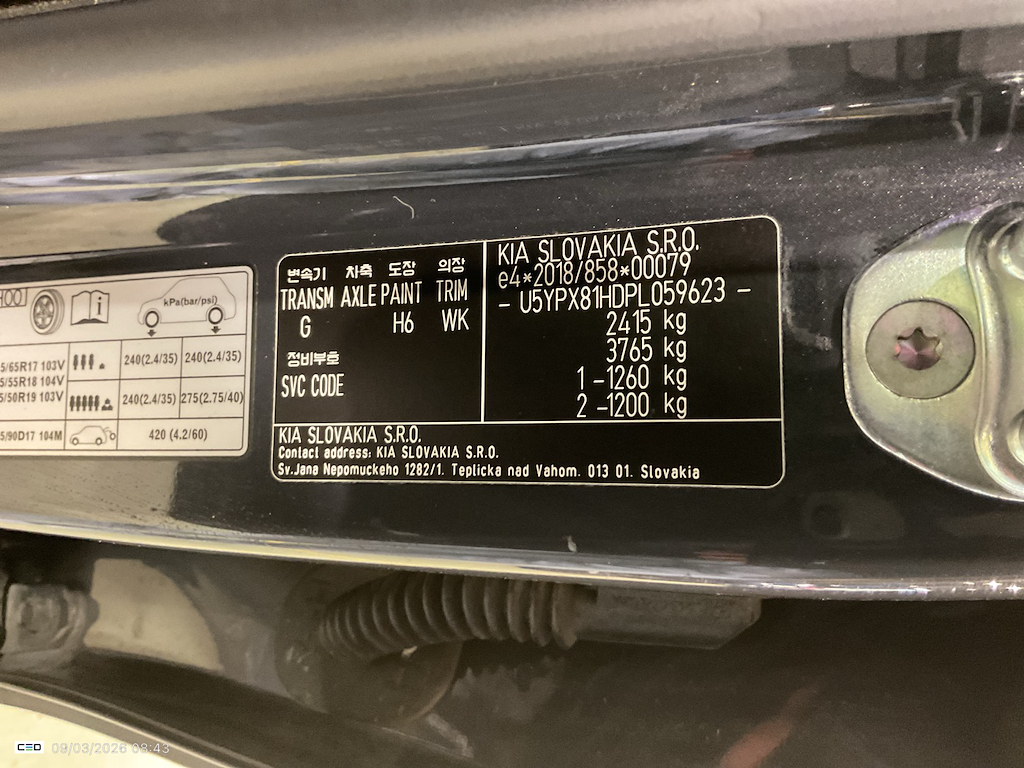 kPa(bar/psi)
5/65R17 103V
5/55R18 104V
5/50R19 103V
240(2.4/35) 240(2.4/35)
240(2.4/35) 275(2.75/40)
5/90D17 104M
420 (4.2/60)
변속기 차축 도장 의장
TRANSM AXLE PAINT TRIM
G H6 WK
정비부호
SVC CODE
KIA SLOVAKIA S.R.O.
e4*2018/858*00079
- U5YPX81HDPL059623 -
2415 kg
3765 kg
1 -1260 kg
2 -1200 kg
KIA SLOVAKIA S.R.O.
Contact address: KIA SLOVAKIA S.R.O.
Sv.Jana Nepomuckeho 1282/1. Teplicka nad Vahom. 013 01. Slovakia
09/03/2026 08:43